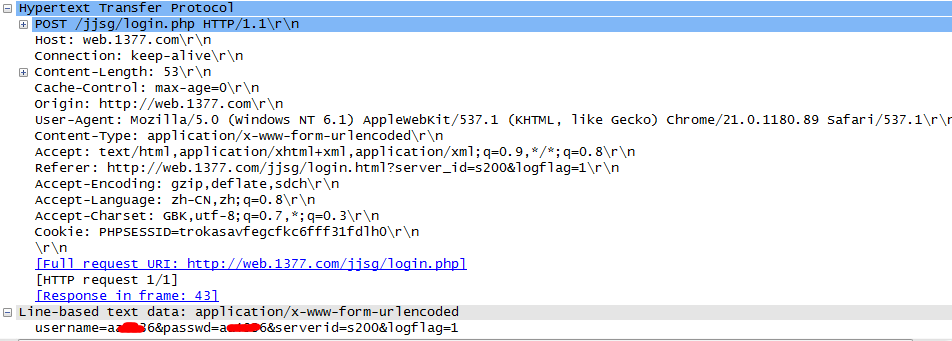 Hypertext Transfer Protocol
POST /jjsg/login.php HTTP/1.1\r\n
Host: web.1377.com\r\n
Connection: keep-alive\r\n
Content-Length: 53\r\n
Cache-Control: max-age=0\r\n
Origin: http://web.1377.com\r\n
User-Agent: Mozilla/5.0 (Windows NT 6.1) AppleWebKit/537.1 (KHTML, like Gecko) Chrome/21.0.1180.89 Safari/537.1\r\n
Content-Type: application/x-www-form-urlencoded\r\n
Accept: text/html,application/xhtml+xml,application/xml;q=0.9,*/*;q=0.8\r\n
Referer: http://web.1377.com/jjsg/login.html?server_id=s200&logflag=1\r\n
Accept-Encoding: gzip,deflate,sdch\r\n
Accept-Language: zh-CN,zh;q=0.8\r\n
Accept-Charset: GBK,utf-8;q=0.7,*;q=0.3\r\n
Cookie: PHPSESSID=trokasavfegcfkc6fff31fdlh0\r\n
\r\n
[Full request URI: http://web.1377.com/jjsg/login.php]
[HTTP request 1/1]
[Response in frame: 43]
Line-based text data: application/x-www-form-urlencoded
username= &passwd= &serverid=s200&logflag=1